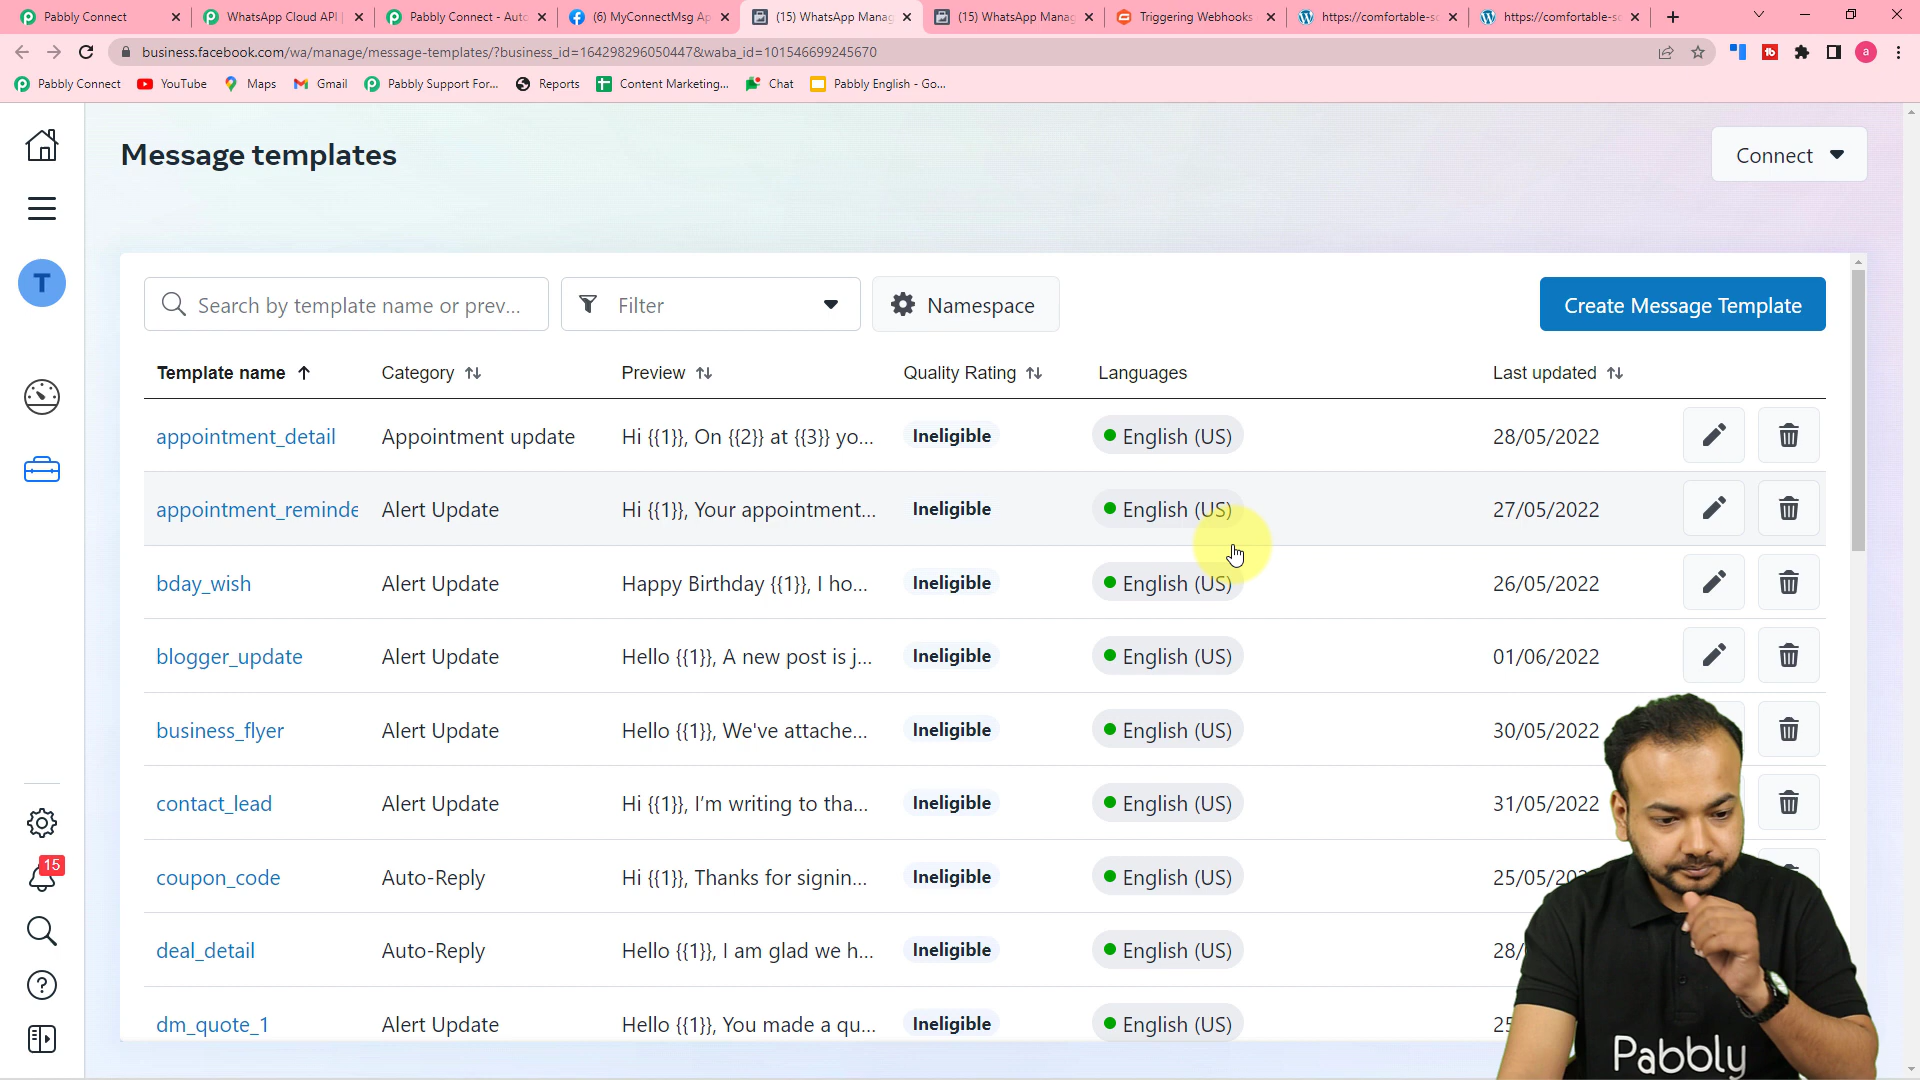 Pabbly Connect
WhatsApp Cloud API
Pabbly Connect - Aut
(6) MyConnectMsg Ap
(15) WhatsApp Manag
(15) WhatsApp Manag
Triggering Webhooks
https://comfortable-s
https://comfortable-s
business.facebook.com/wa/manage/message-templates/?business_id=164298296050447&waba_id=101546699245670
a
Pabbly Connect
YouTube
Maps
Gmail
Pabbly Support For...
Reports
Content Marketing...
Chat
Pabbly English - Go...
Message templates
Connect
T
Search by template name or prev...
Filter
Namespace
Create Message Template
Template name Category Preview Quality Rating Languages Last updated
appointment_detail Appointment update Hi {{1}}, On {{2}} at {{3}} yo... Ineligible English (US) 28/05/2022
appointment_reminde Alert Update Hi {{1}}, Your appointment... Ineligible English (US) 27/05/2022
bday_wish Alert Update Happy Birthday {{1}}, I ho... Ineligible English (US) 26/05/2022
blogger_update Alert Update Hello {{1}}, A new post is j... Ineligible English (US) 01/06/2022
business_flyer Alert Update Hello {{1}}, We've attache... Ineligible English (US) 30/05/2022
contact_lead Alert Update Hi {{1}}, I'm writing to tha... Ineligible English (US) 31/05/2022
coupon_code Auto-Reply Hi {{1}}, Thanks for signin... Ineligible English (US) 25/05/20
deal_detail Auto-Reply Hello {{1}}, I am glad we h... Ineligible English (US) 28/
dm_quote_1 Alert Update Hello {{1}}, You made a qu... Ineligible English (US) 25
15
Pabbly